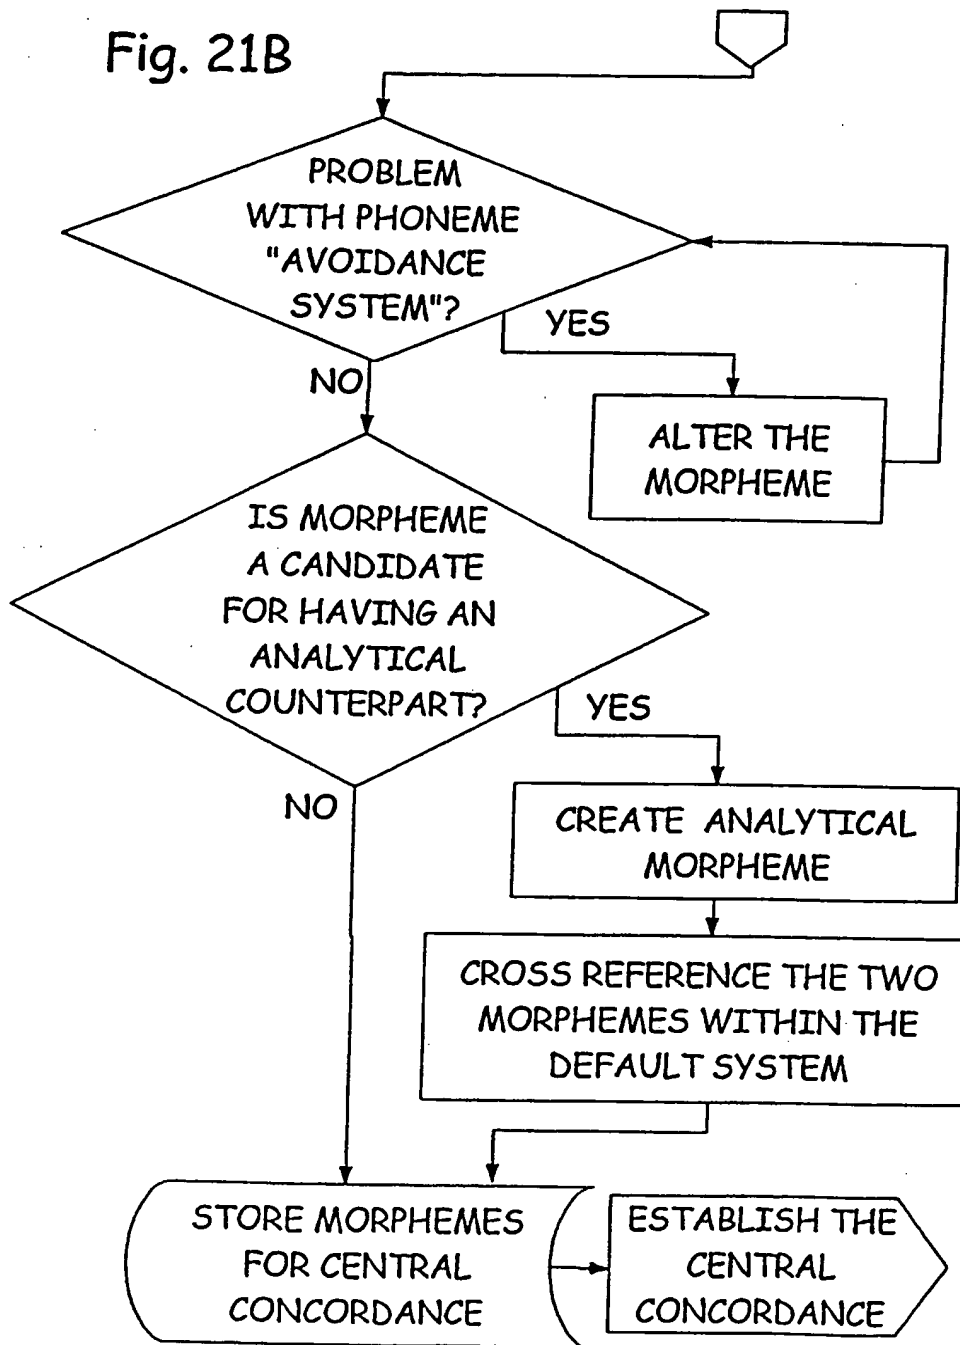 Fig. 21B
PROBLEM
WITH PHONEME
"AVOIDANCE
SYSTEM"?
YES
NO
ALTER THE
MORPHEME
IS MORPHEME
A CANDIDATE
FOR HAVING AN
ANALYTICAL
COUNTERPART?
YES
NO
CREATE ANALYTICAL
MORPHEME
CROSS REFERENCE THE TWO
MORPHEMES WITHIN THE
DEFAULT SYSTEM
STORE MORPHEMES
FOR CENTRAL
CONCORDANCE
ESTABLISH THE
CENTRAL
CONCORDANCE